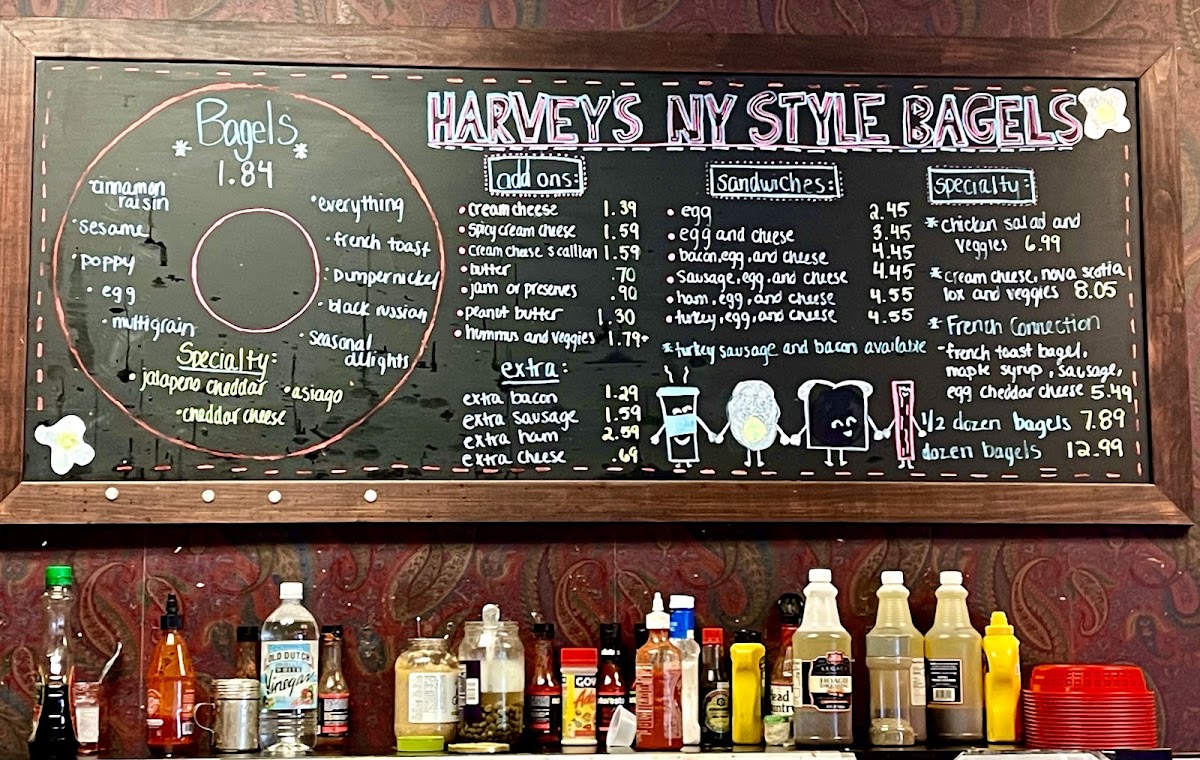 Bagels
1.84
cinnamon
raisin
sesame
poppy
egg
multigrain
everything
french toast
Pumpernickel
black russian
seasonal
delights
Specialty:
jalapeno cheddar
asiago
cheddar cheese
HARVEY'S NY STYLE BAGELS
add ons:
cream cheese 1.39
spicy cream cheese 1.59
cream cheese scallion 1.59
butter .70
jam or preserves .90
peanut butter 1.30
hummus and veggies 1.79
extra:
extra bacon 1.29
extra sausage 1.59
extra ham 2.59
extra cheese .69
sandwiches:
egg 2.45
egg and cheese 3.45
bacon, egg, and cheese 4.45
sausage, egg, and cheese 4.45
ham, egg, and cheese 4.55
turkey, egg, and cheese 4.55
*turkey sausage and bacon available
specialty:
* chicken salad and
veggies 6.99
* cream cheese, nova scotia
lox and veggies 8.05
* French Connection
-french toast bagel,
maple syrup, sausage,
egg cheddar cheese 5.49
1/2 dozen bagels 7.89
dozen bagels 12.99
OLD DUTCH
Vinegar
GOYA
HOAGIE